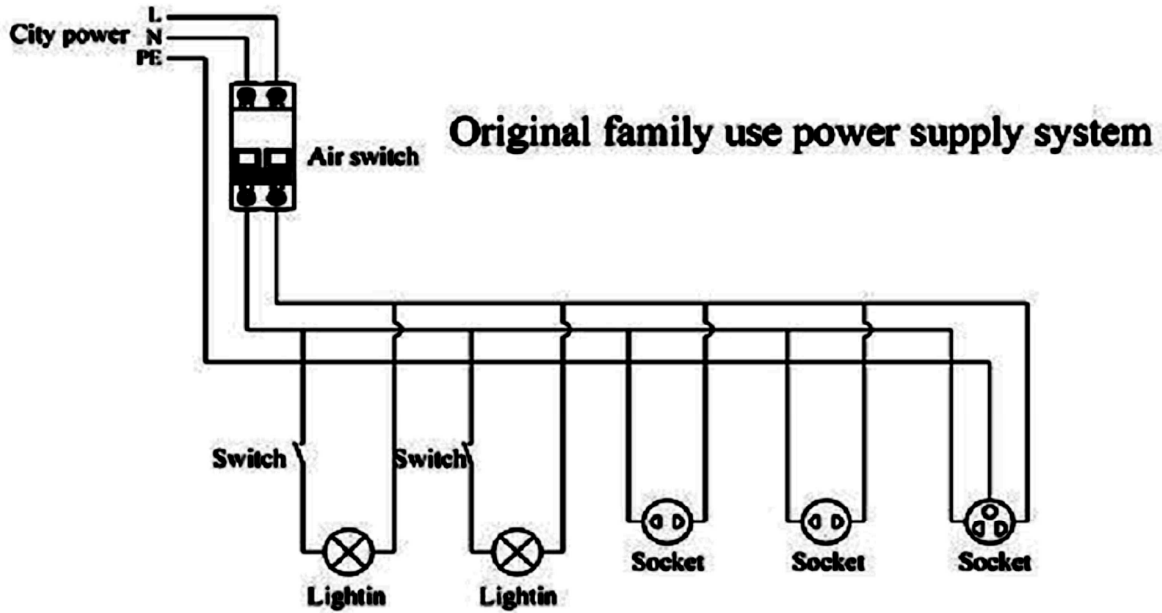 L
City power N
PE
Air switch
Original family use power supply system
Switch
Switch
Lightin
Lightin
Socket
Socket
Socket